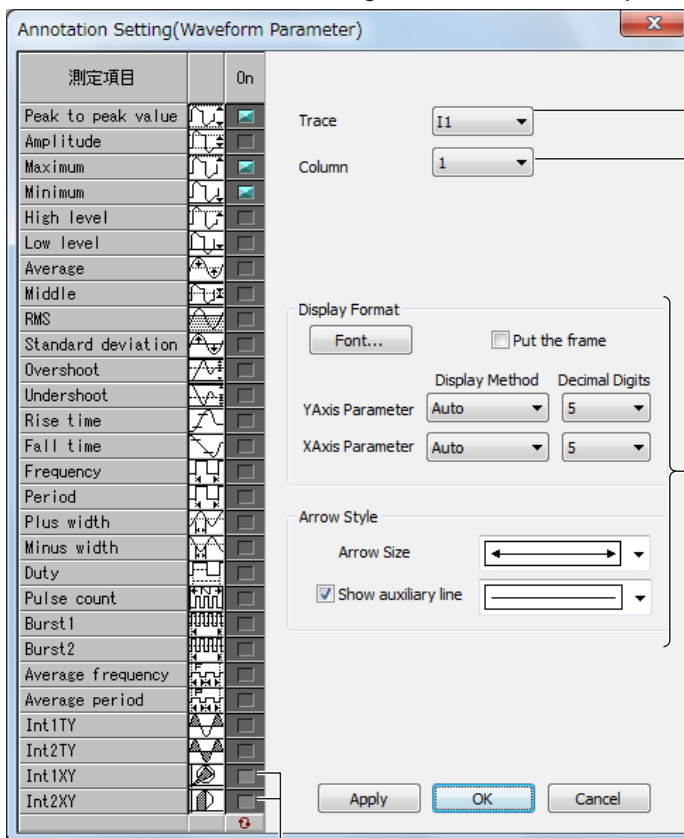 Annotation Setting(Waveform Parameter)
測定項目 On
Peak to peak value
Amplitude
Maximum
Minimum
High level
Low level
Average
Middle
RMS
Standard deviation
Overshoot
Undershoot
Rise time
Fall time
Frequency
Period
Plus width
Minus width
Duty
Pulse count
Burst1
Burst2
Average frequency
Average period
Int1TY
Int2TY
Int1XY
Int2XY
Trace I1
Column 1
Display Format
Font... Put the frame
Display Method Decimal Digits
YAxis Parameter Auto 5
XAxis Parameter Auto 5
Arrow Style
Arrow Size
Show auxiliary line
Apply OK Cancel